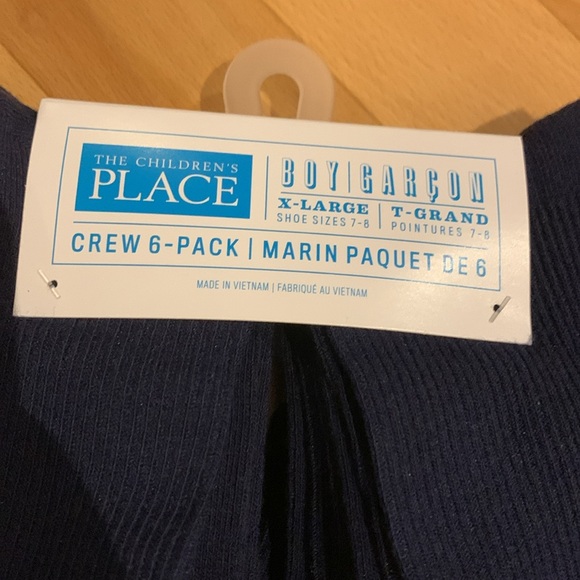 THE CHILDREN'S
PLACE
BOY | GARÇON
X-LARGE | T-GRAND
SHOE SIZES 7-8 | POINTURES 7-8
CREW 6-PACK | MARIN PAQUET DE 6
MADE IN VIETNAM | FABRIQUÉ AU VIETNAM